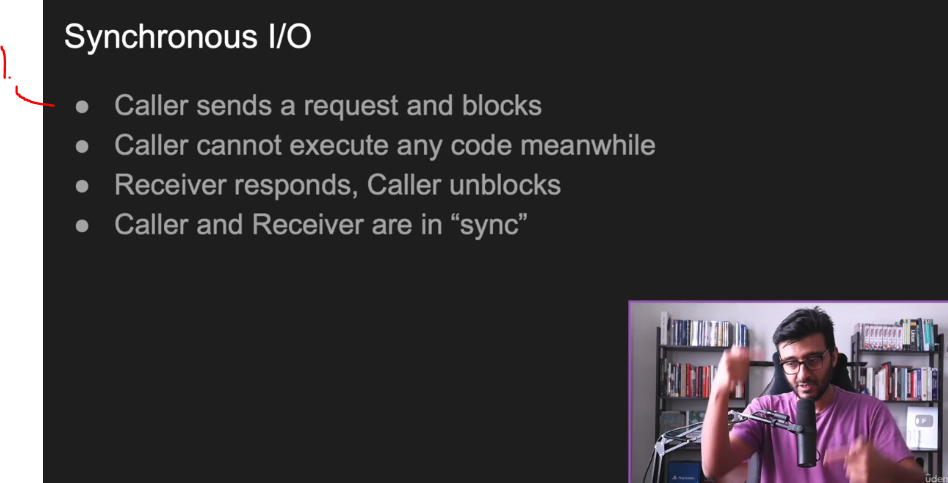 Synchronous I/O
1.
● Caller sends a request and blocks
● Caller cannot execute any code meanwhile
● Receiver responds, Caller unblocks
● Caller and Receiver are in “sync”